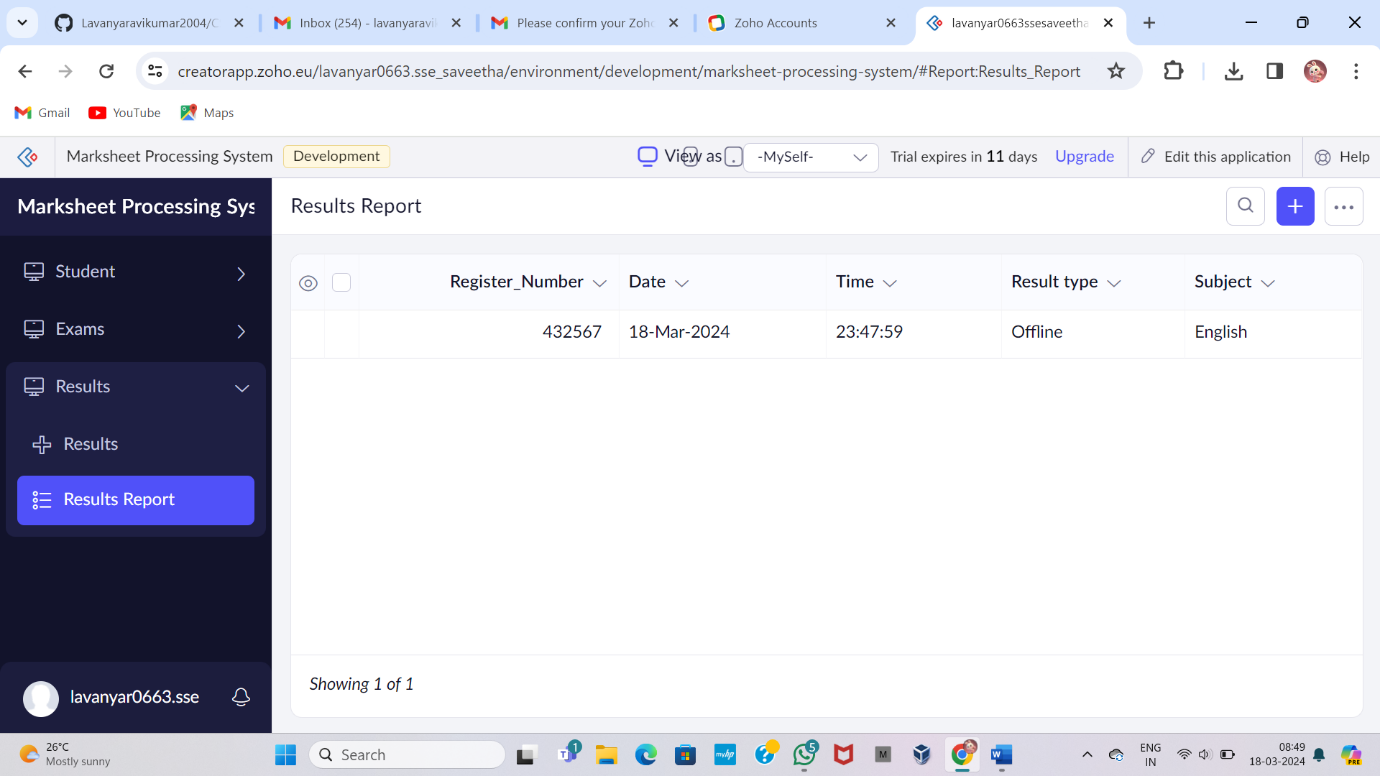 Lavanyaravikumar2004/C
Inbox (254) - lavanyaravi
Please confirm your Zoho
Zoho Accounts
lavanyar0663ssesaveetha
creatorapp.zoho.eu/lavanyar0663.sse_saveetha/environment/development/marksheet-processing-system/#Report:Results_Report
Gmail
YouTube
Maps
Marksheet Processing System
Development
View as
-MySelf-
Trial expires in 11 days
Upgrade
Edit this application
Help
Marksheet Processing Sys
Results Report
Student
Exams
Results
Results
Results Report
Register_Number
Date
Time
Result type
Subject
432567
18-Mar-2024
23:47:59
Offline
English
Showing 1 of 1
lavanyar0663.sse
26°C
Mostly sunny
Search
1
myhp
5
M
W
ENG
IN
08:49
18-03-2024
PRE